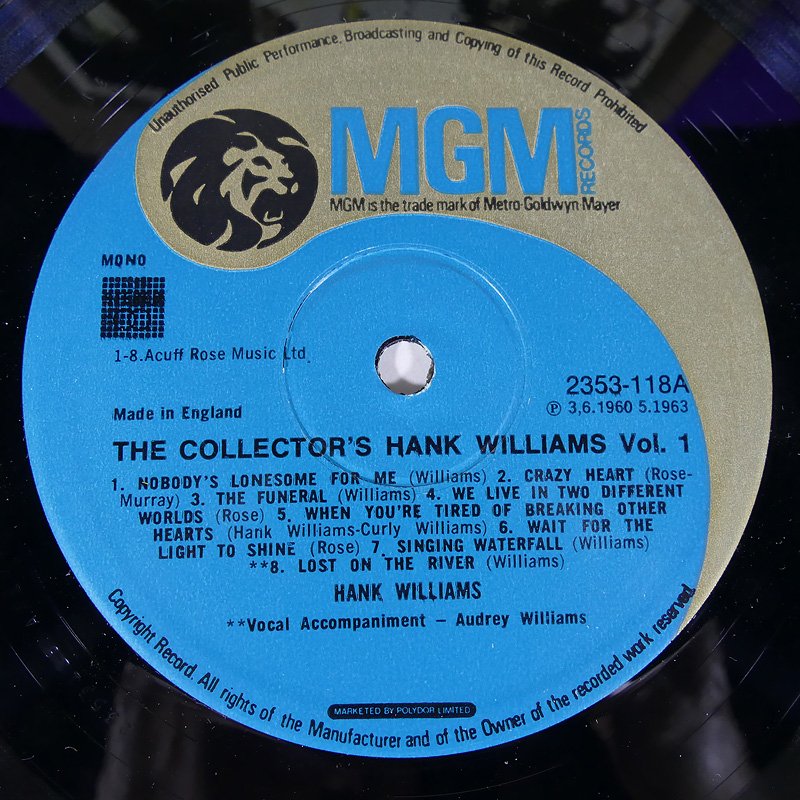 Unauthorised Public Performance, Broadcasting and Copying of this Record Prohibited
MGM
RECORDS
MGM is the trade mark of Metro-Goldwyn-Mayer
MONO
1-8. Acuff Rose Music Ltd.
2353-118A
Made in England
℗ 3,6.1960 5.1963
THE COLLECTOR'S HANK WILLIAMS Vol. 1
1. NOBODY'S LONESOME FOR ME (Williams) 2. CRAZY HEART (Rose-
Murray) 3. THE FUNERAL (Williams) 4. WE LIVE IN TWO DIFFERENT
WORLDS (Rose) 5. WHEN YOU'RE TIRED OF BREAKING OTHER
HEARTS (Hank Williams-Curly Williams) 6. WAIT FOR THE
LIGHT TO SHINE (Rose) 7. SINGING WATERFALL (Williams)
**8. LOST ON THE RIVER (Williams)
HANK WILLIAMS
**Vocal Accompaniment – Audrey Williams
MARKETED BY POLYDOR LIMITED
Copyright Record. All rights of the Manufacturer and of the Owner of the recorded work reserved.